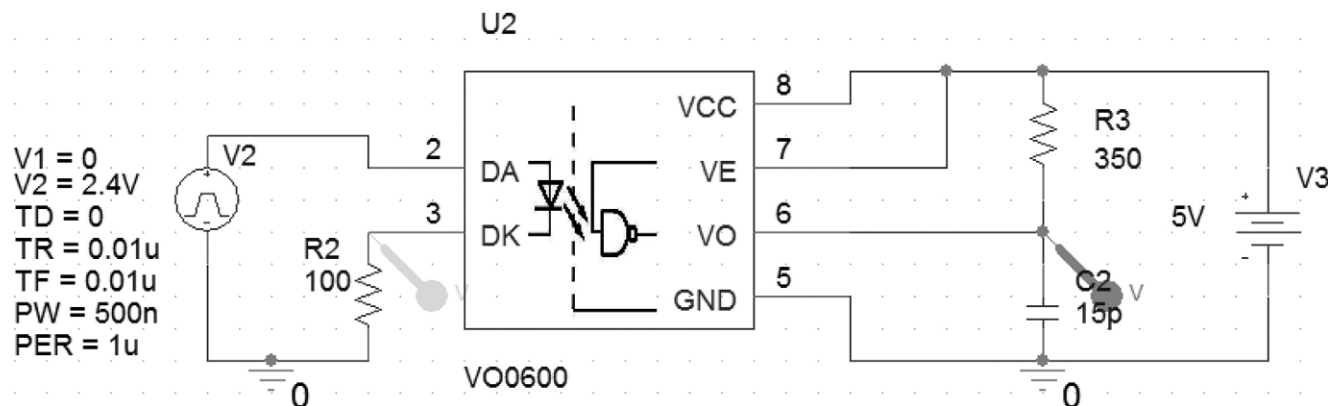 U2
V1 = 0
V2 = 2.4V
TD = 0
TR = 0.01u
TF = 0.01u
PW = 500n
PER = 1u
V2
R2
100
V
0
2
3
DA
DK
VCC
VE
VO
GND
8
7
6
5
VO0600
R3
350
C2
15p
V
0
5V
V3